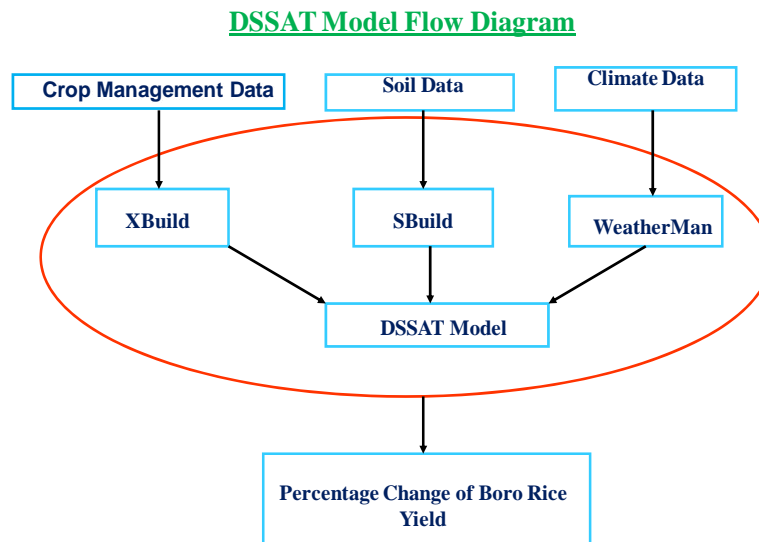 DSSAT Model Flow Diagram
Crop Management Data
Soil Data
Climate Data
XBuild
SBuild
WeatherMan
DSSAT Model
Percentage Change of Boro Rice
Yield